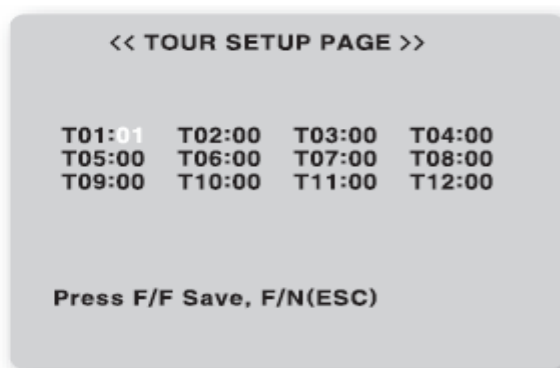 << TOUR SETUP PAGE >>
T01:01 T02:00 T03:00 T04:00
T05:00 T06:00 T07:00 T08:00
T09:00 T10:00 T11:00 T12:00
Press F/F Save, F/N(ESC)